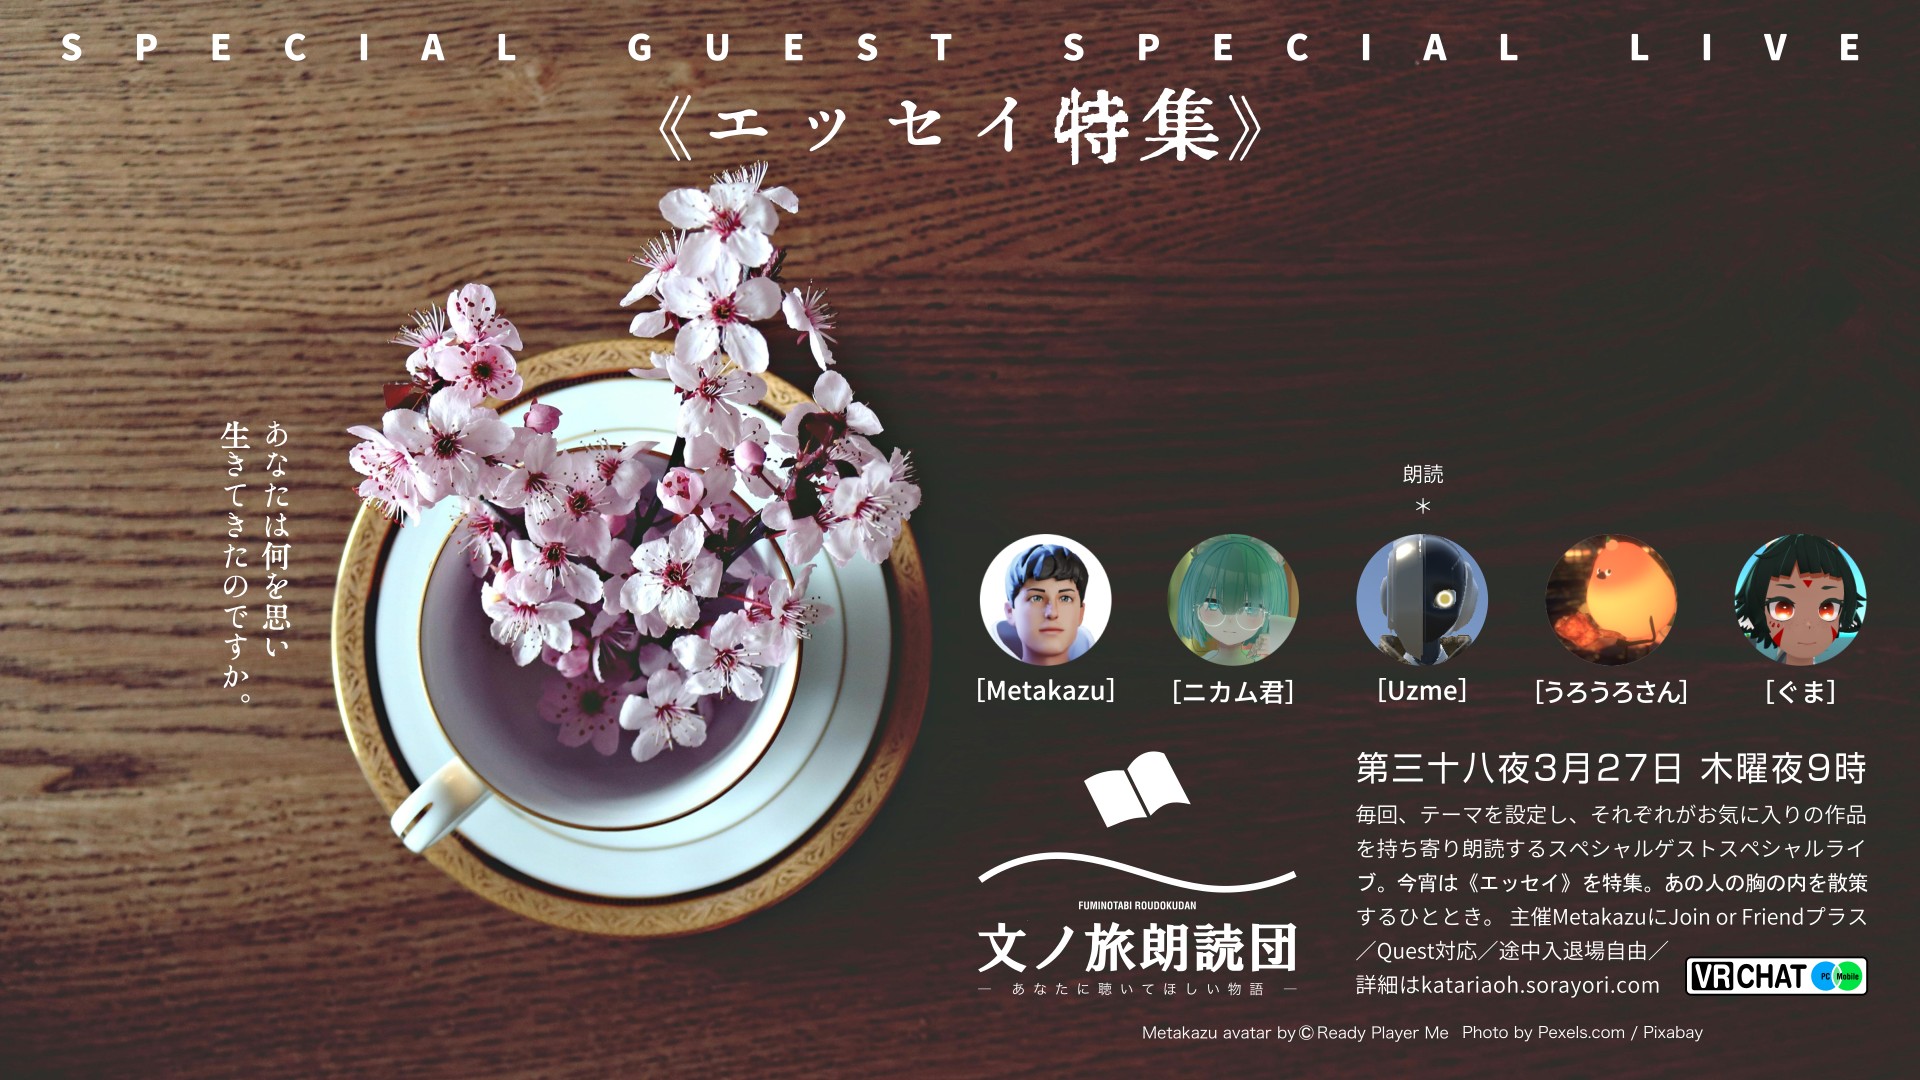 SPECIAL GUEST SPECIAL LIVE
《エッセイ特集》
あなたは何を思い
生きてきたのですか。
朗読
＊
[Metakazu]
[ニカム君]
[Uzme]
[うろうろさん]
[ぐま]
FUMINOTABI ROUDOKUDAN
文ノ旅朗読団
― あなたに聴いてほしい物語 ―
第三十八夜3月27日 木曜夜9時
毎回、テーマを設定し、それぞれがお気に入りの作品
を持ち寄り朗読するスペシャルゲストスペシャルライ
ブ。今宵は《エッセイ》を特集。あの人の胸の内を散策
するひととき。 主催MetakazuにJoin or Friendプラス
／Quest対応／途中入退場自由／
詳細はkatariaoh.sorayori.com
VRCHAT PC Mobile
Metakazu avatar by©Ready Player Me Photo by Pexels.com / Pixabay